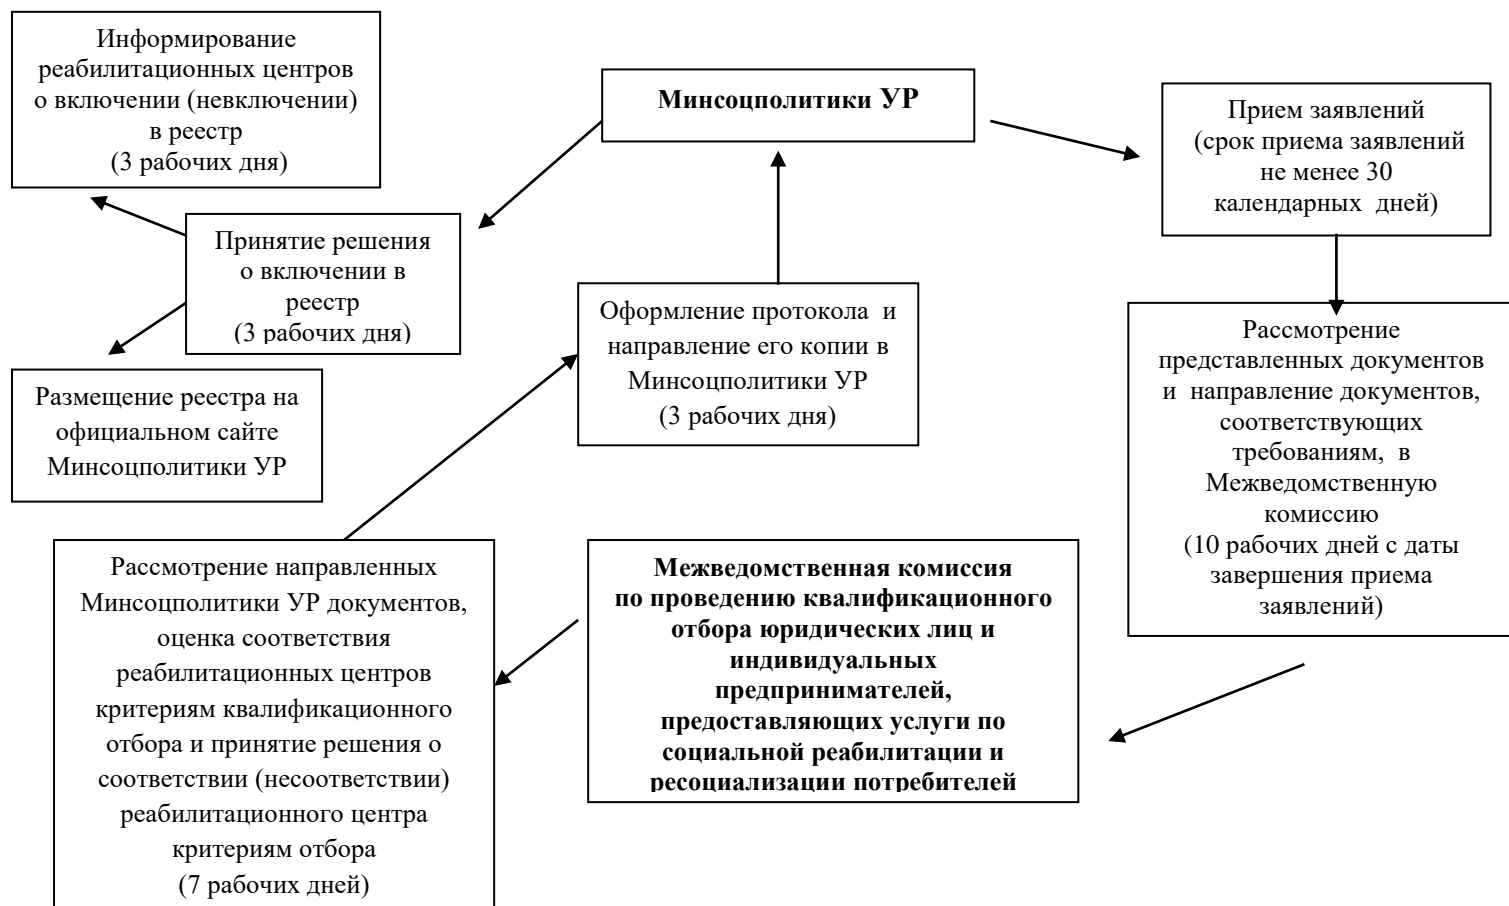 Информирование
реабилитационных центров
о включении (невключении)
в реестр
(3 рабочих дня)
Минсоцполитики УР
Прием заявлений
(срок приема заявлений
не менее 30
календарных дней)
Принятие решения
о включении в
реестр
(3 рабочих дня)
Оформление протокола и
направление его копии в
Минсоцполитики УР
(3 рабочих дня)
Рассмотрение
представленных документов
и направление документов,
соответствующих
требованиям, в
Межведомственную
комиссию
(10 рабочих дней с даты
завершения приема
заявлений)
Размещение реестра на
официальном сайте
Минсоцполитики УР
Рассмотрение направленных
Минсоцполитики УР документов,
оценка соответствия
реабилитационных центров
критериям квалификационного
отбора и принятие решения о
соответствии (несоответствии)
реабилитационного центра
критериям отбора
(7 рабочих дней)
Межведомственная комиссия
по проведению квалификационного
отбора юридических лиц и
индивидуальных
предпринимателей,
предоставляющих услуги по
социальной реабилитации и
ресоциализации потребителей